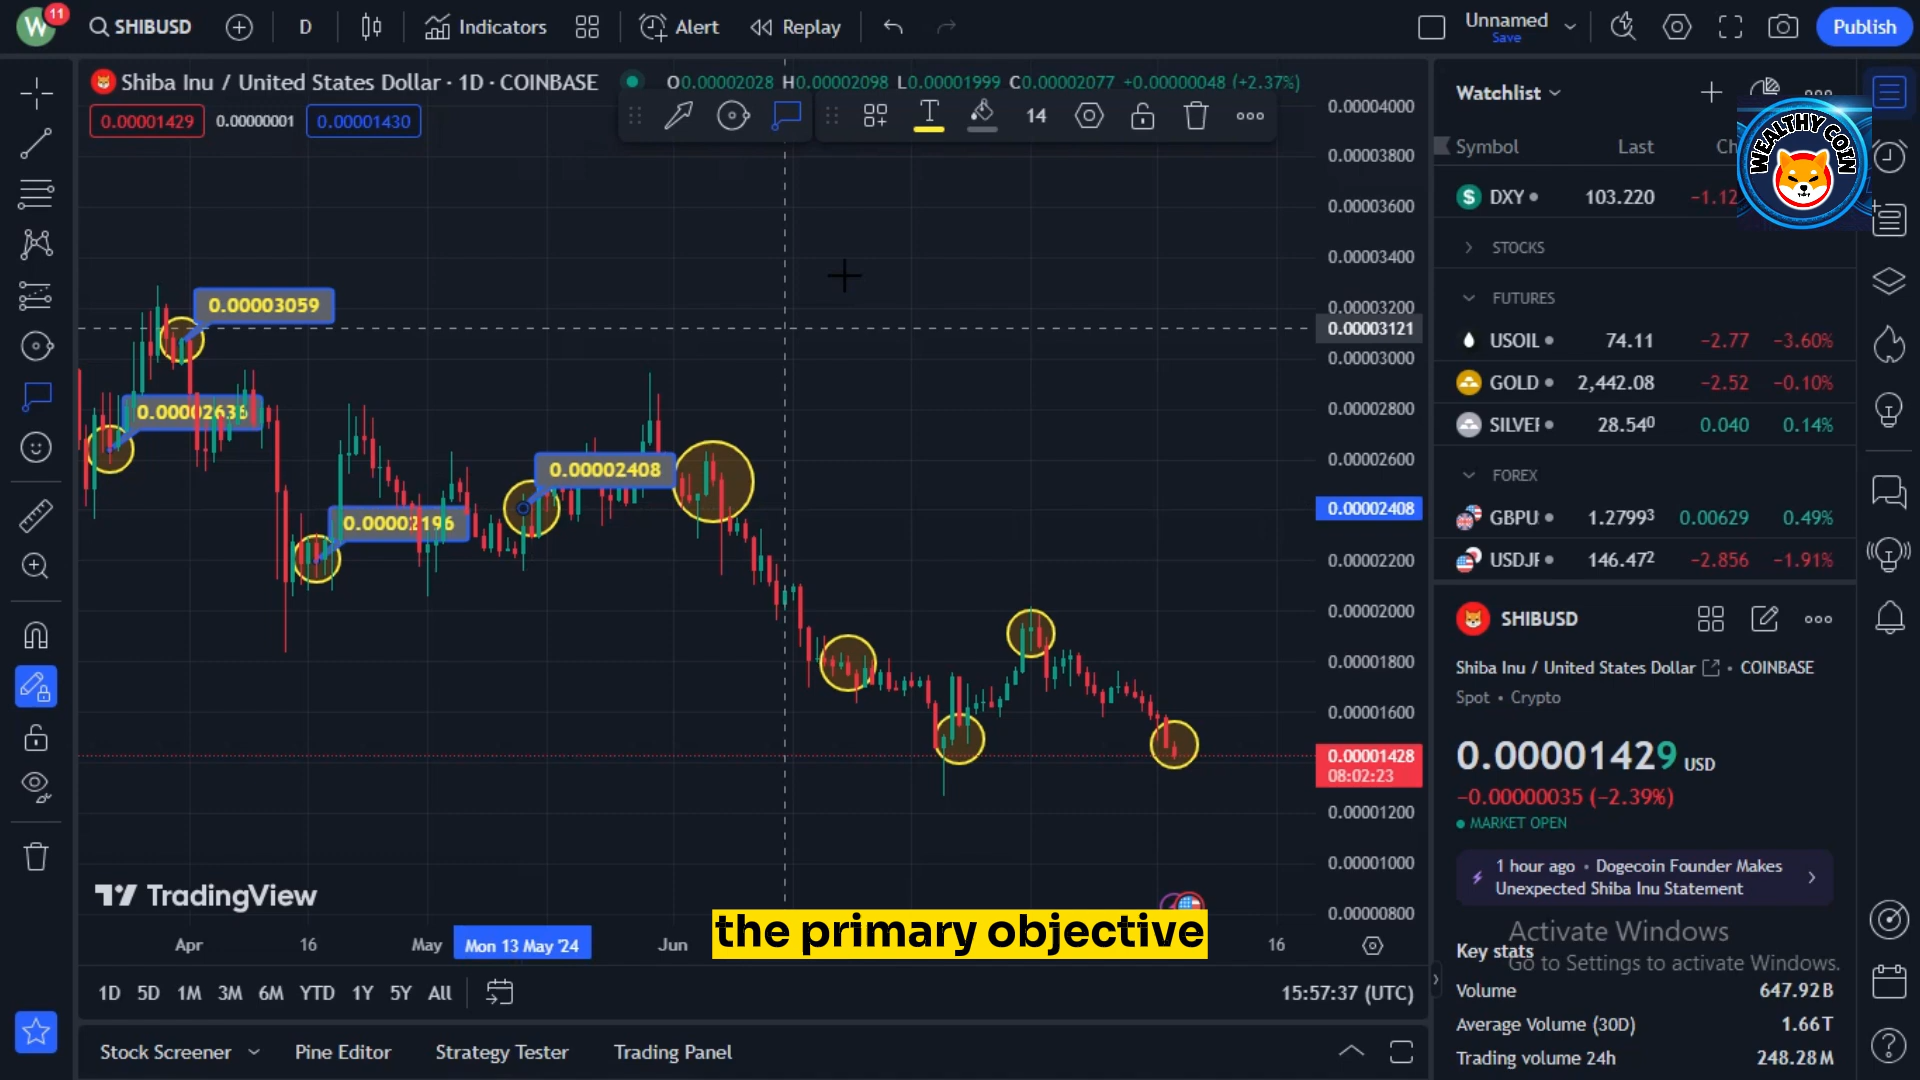 W 11 SHIBUSD D Indicators Alert Replay Unnamed Save Publish
Shiba Inu / United States Dollar · 1D · COINBASE O0.00002028 H0.00002098 L0.00001999 C0.00002077 +0.00000048 (+2.37%)
0.00001429 0.00000001 0.00001430
T 14
0.00004000
0.00003800
0.00003600
0.00003400
0.00003200
0.00003121
0.00003000
0.00002800
0.00002600
0.00002408
0.00002200
0.00002000
0.00001800
0.00001600
0.00001428
08:02:23
0.00001200
0.00001000
0.00000800
0.00003059
0.00002636
0.00002196
0.00002408
TradingView
the primary objective
Apr 16 May Mon 13 May '24 Jun 16
1D 5D 1M 3M 6M YTD 1Y 5Y All 15:57:37 (UTC)
Stock Screener Pine Editor Strategy Tester Trading Panel
Watchlist
WEALTHY COIN
Symbol Last
DXY 103.220 −1.12
STOCKS
FUTURES
USOIL 74.11 −2.77 −3.60%
GOLD 2,442.08 −2.52 −0.10%
SILVER 28.540 0.040 0.14%
FOREX
GBPU 1.27993 0.00629 0.49%
USDJF 146.472 −2.856 −1.91%
SHIBUSD
Shiba Inu / United States Dollar • COINBASE
Spot • Crypto
0.00001429 USD
−0.00000035 (−2.39%)
MARKET OPEN
1 hour ago • Dogecoin Founder Makes
Unexpected Shiba Inu Statement
Activate Windows
Go to Settings to activate Windows.
Key stats
Volume 647.92B
Average Volume (30D) 1.66T
Trading volume 24h 248.28M